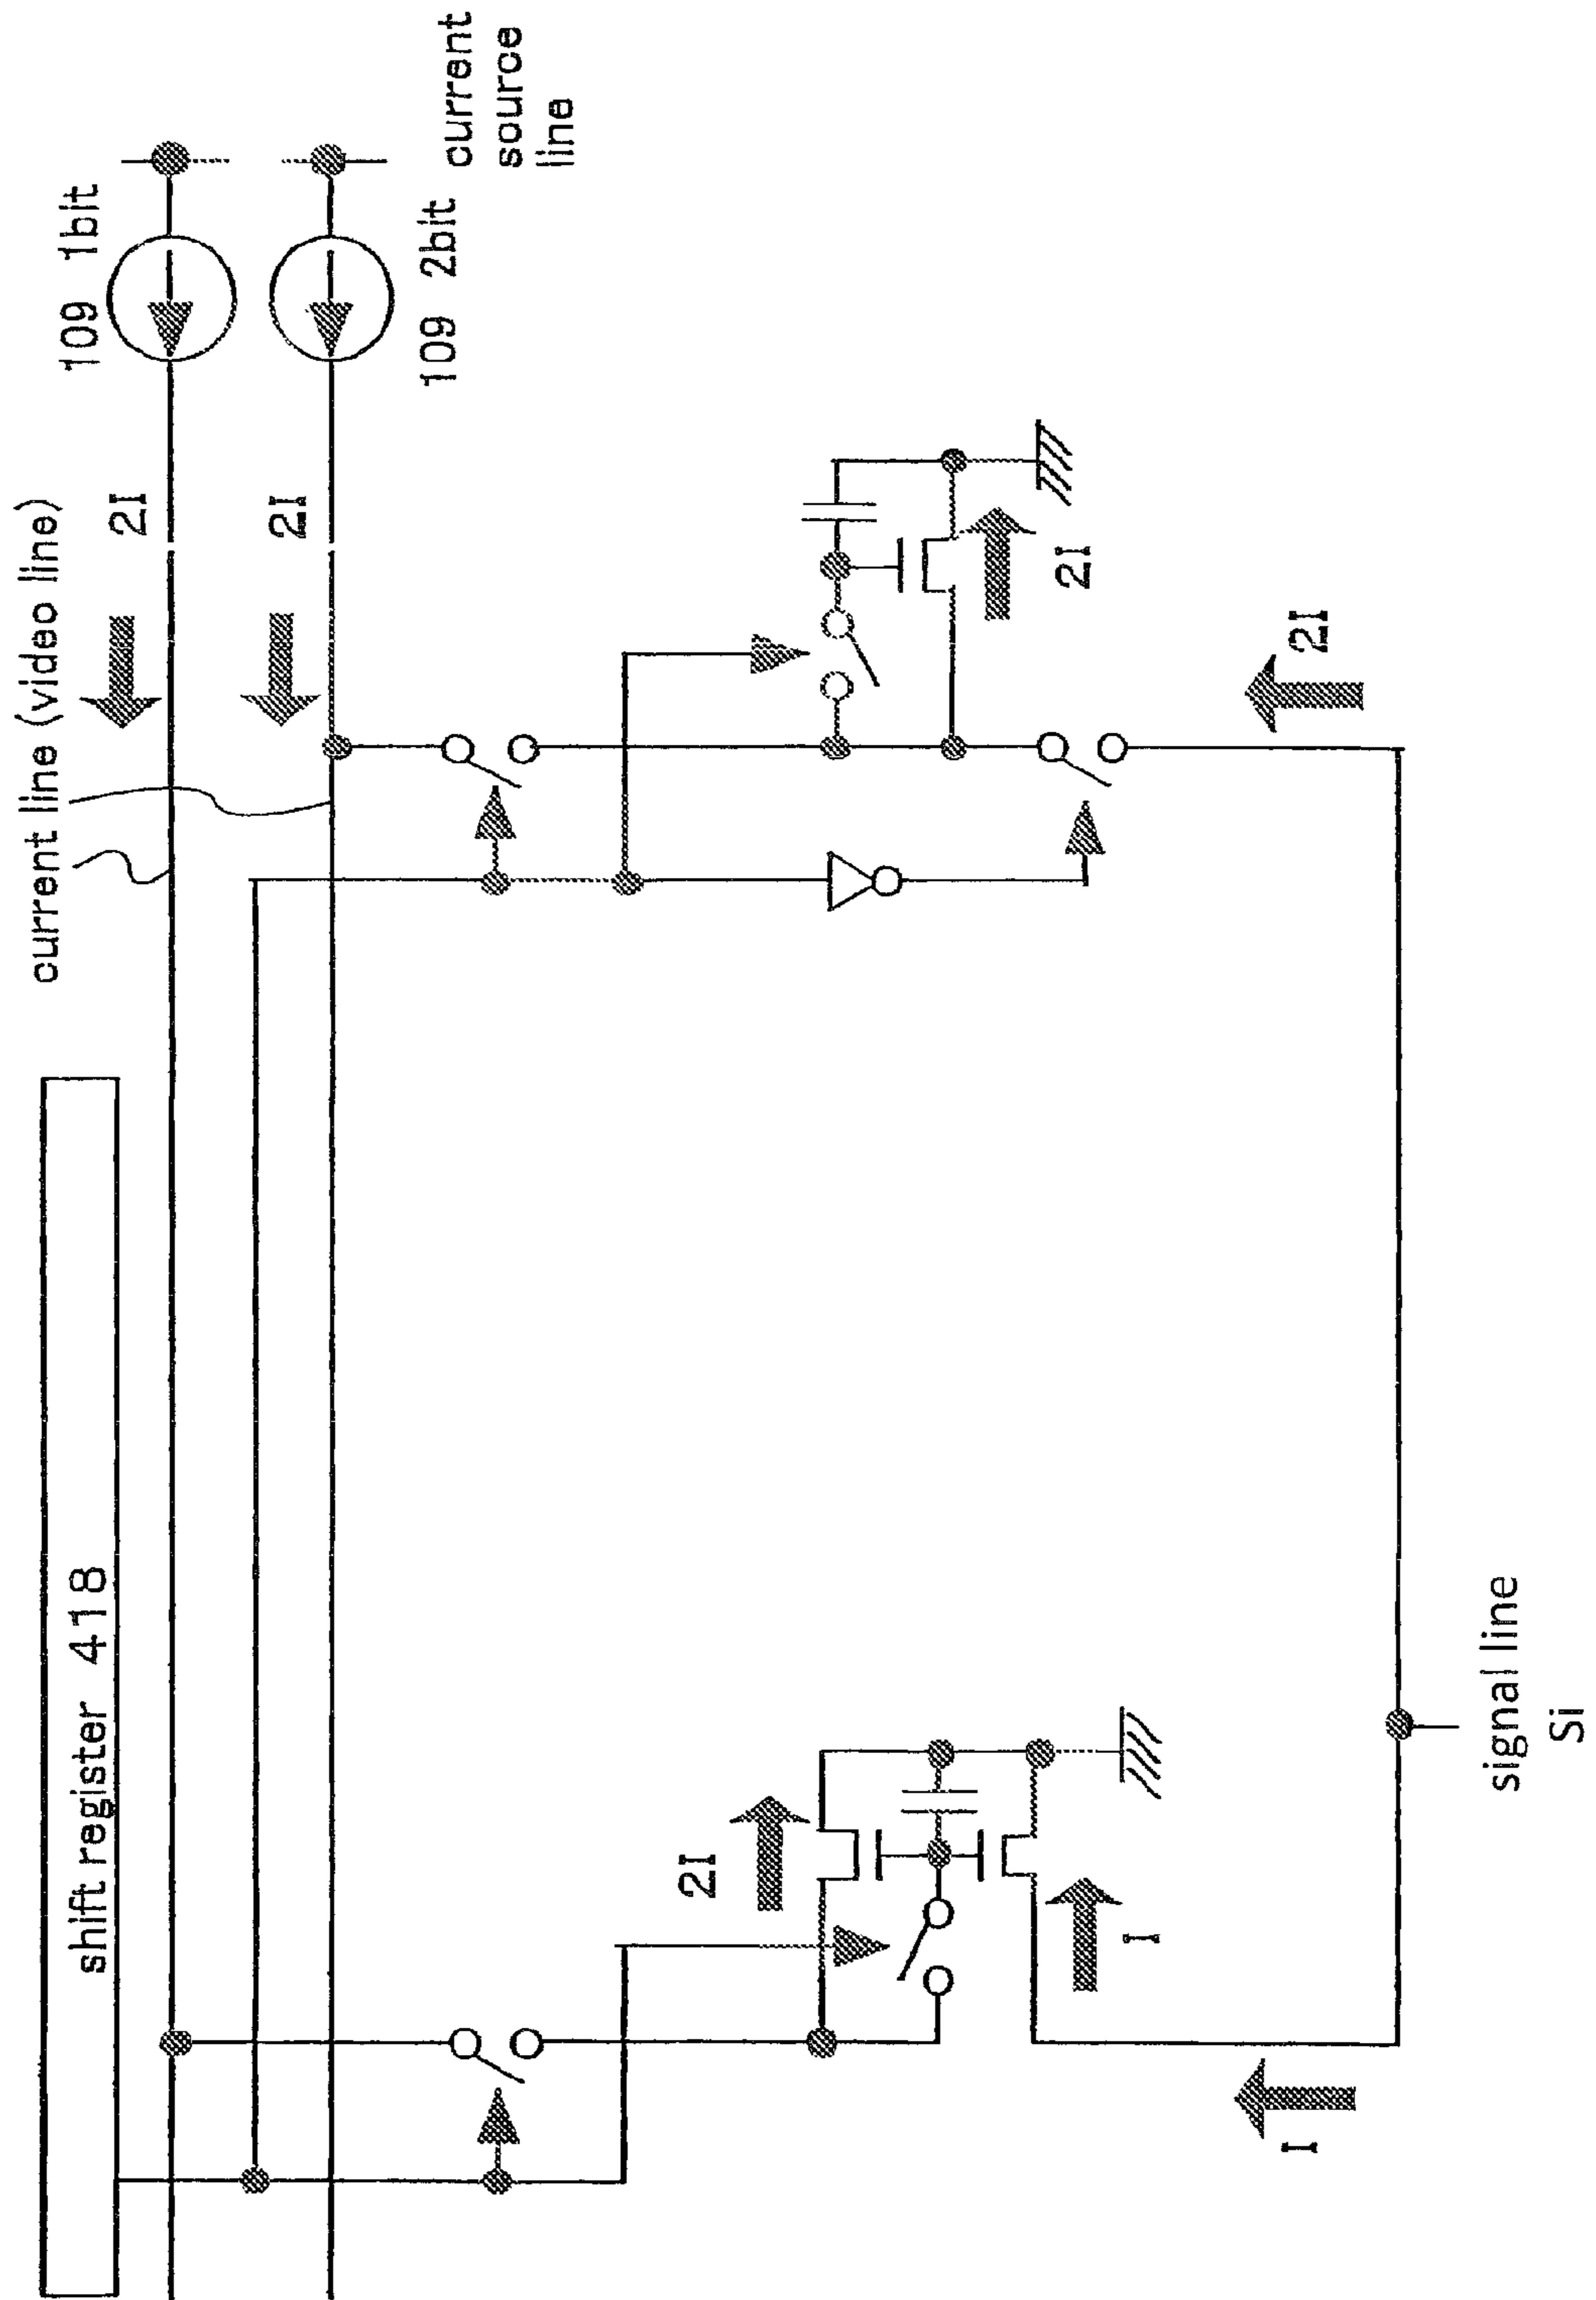 current line (video line)
109 1bit
2I
2I
109 2bit
current
source
line
shift register 418
2I
2I
2I
I
I
signal line
Si